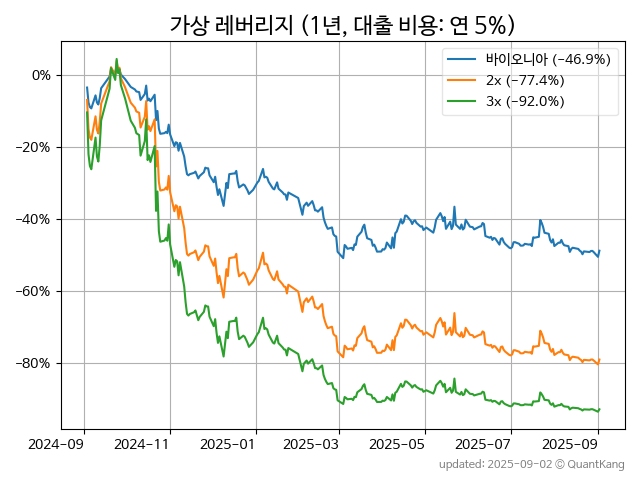 가상 레버리지 (1년, 대출 비용: 연 5%)
바이오니아 (−46.9%)
2x (−77.4%)
3x (−92.0%)
0%
−20%
−40%
−60%
−80%
2024-09 2024-11 2025-01 2025-03 2025-05 2025-07 2025-09
updated: 2025-09-02 © QuantKang